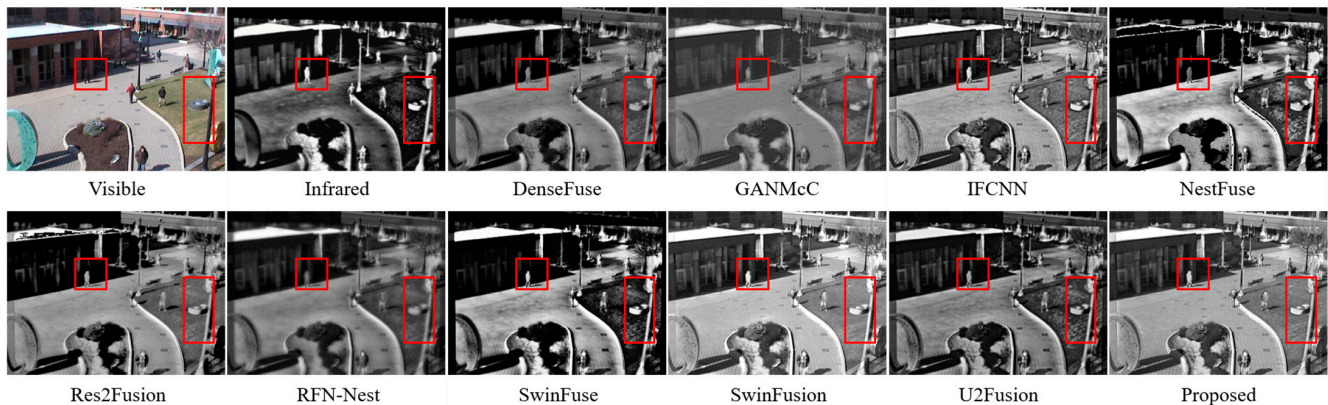 Visible Infrared DenseFuse GANMcC IFCNN NestFuse
Res2Fusion RFN-Nest SwinFuse SwinFusion U2Fusion Proposed